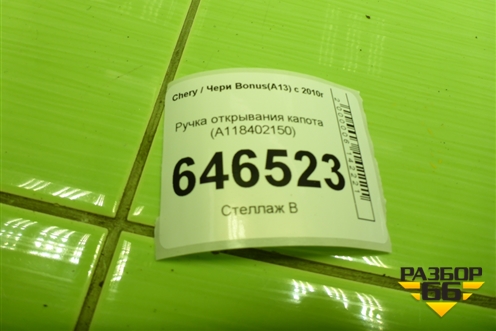 Chery / Чери Bonus(A13) с 2010г
Ручка открывания капота
(A118402150)
646523
Стеллаж В
РАЗБОР
66